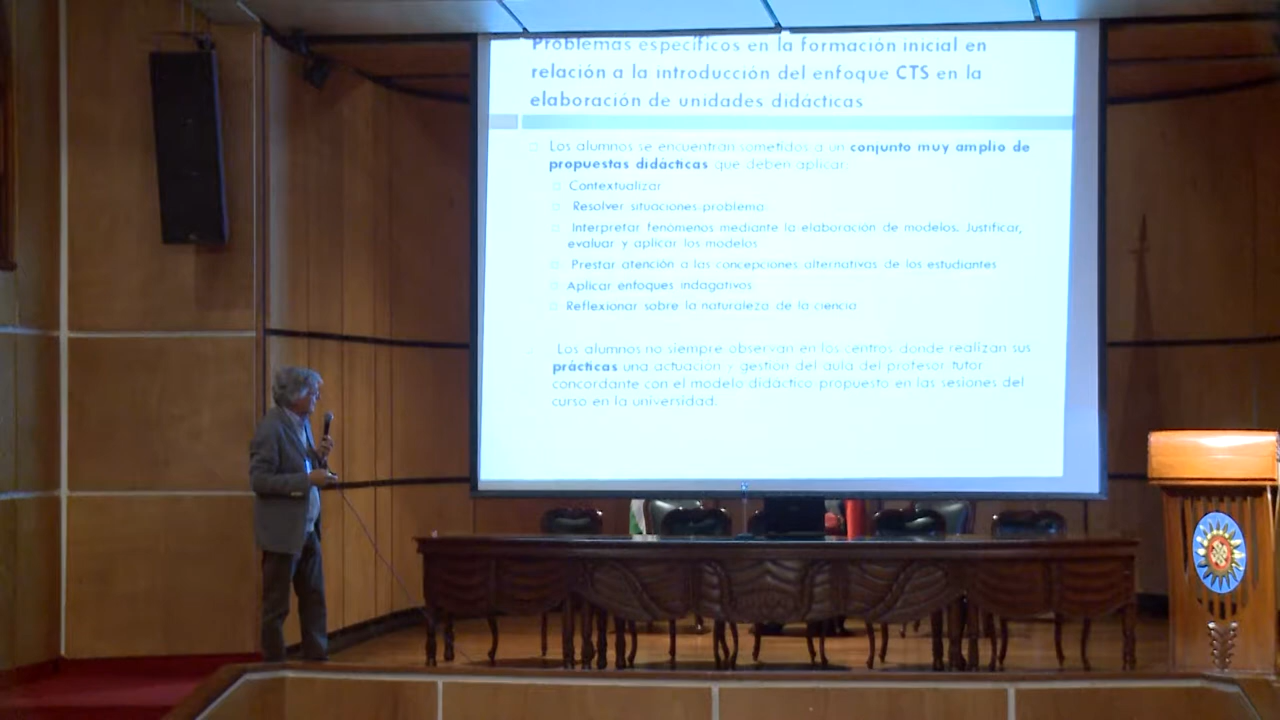 Problemas específicos en la formación inicial en
relación a la introducción del enfoque CTS en la
elaboración de unidades didácticas
Los alumnos se encuentran sometidos a un conjunto muy amplio de
propuestas didácticas que deben aplicar:
Contextualizar
Resolver situaciones problema
Interpretar fenómenos mediante la elaboración de modelos. Justificar,
evaluar y aplicar los modelos
Prestar atención a las concepciones alternativas de los estudiantes
Aplicar enfoques indagativos
Reflexionar sobre la naturaleza de la ciencia
Los alumnos no siempre observan en los centros donde realizan sus
prácticas una actuación y gestión del aula del profesor tutor
concordante con el modelo didáctico propuesto en las sesiones del
curso en la universidad.